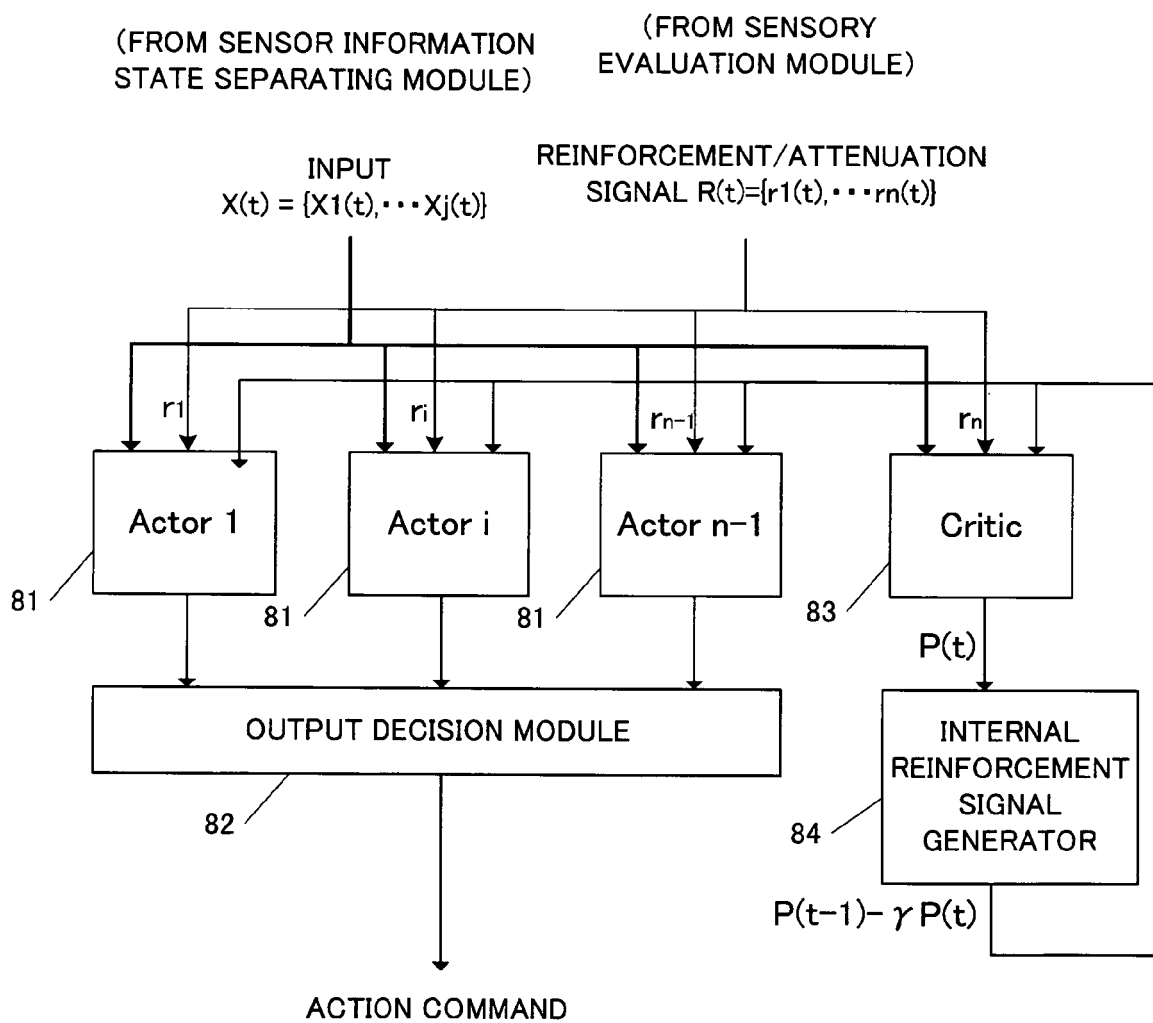 (FROM SENSOR INFORMATION
STATE SEPARATING MODULE)
(FROM SENSORY
EVALUATION MODULE)
INPUT
X(t) = {X1(t),···Xj(t)}
REINFORCEMENT/ATTENUATION
SIGNAL R(t)={r1(t),···rn(t)}
r1
ri
rn-1
rn
Actor 1
Actor i
Actor n-1
Critic
81
81
81
83
P(t)
OUTPUT DECISION MODULE
82
INTERNAL
REINFORCEMENT
SIGNAL
GENERATOR
84
P(t-1)- γ P(t)
ACTION COMMAND